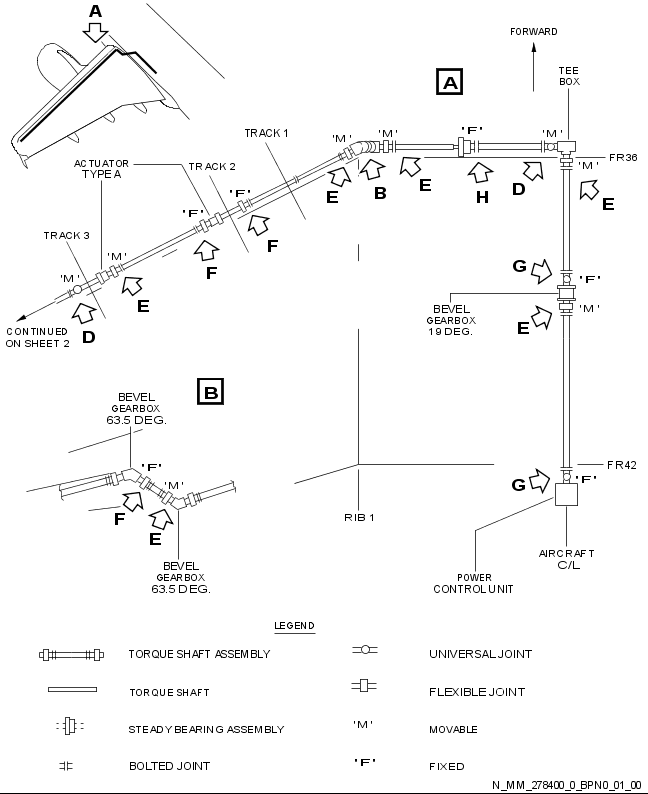 A
FORWARD
A
TEE
BOX
'M'
'M'
'F'
'M'
TRACK 1
FR36
'M'
ACTUATOR
TYPE A
TRACK 2
'F'
E
B
E
H
D
E
'F'
F
TRACK 3
'M'
F
G
'F'
'M'
E
D
BEVEL
GEARBOX
19 DEG.
'M'
E
CONTINUED
ON SHEET 2
B
BEVEL
GEARBOX
63.5 DEG.
'F'
'M'
FR42
G
'F'
F
E
RIB 1
BEVEL
GEARBOX
63.5 DEG.
POWER
CONTROL UNIT
AIRCRAFT
C/L
LEGEND
TORQUE SHAFT ASSEMBLY
UNIVERSAL JOINT
TORQUE SHAFT
FLEXIBLE JOINT
STEADY BEARING ASSEMBLY
'M'
MOVABLE
BOLTED JOINT
'F'
FIXED
N_MM_278400_0_BPN0_01_00